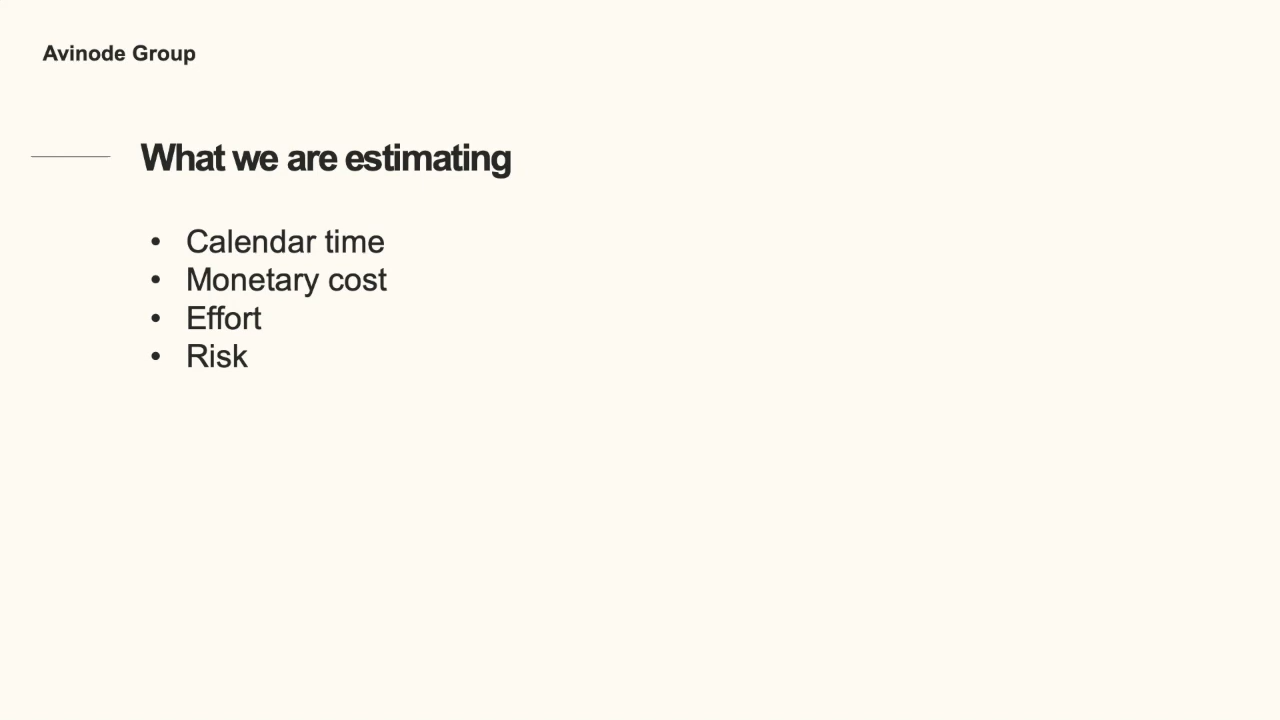 Avinode Group
What we are estimating
• Calendar time
• Monetary cost
• Effort
• Risk